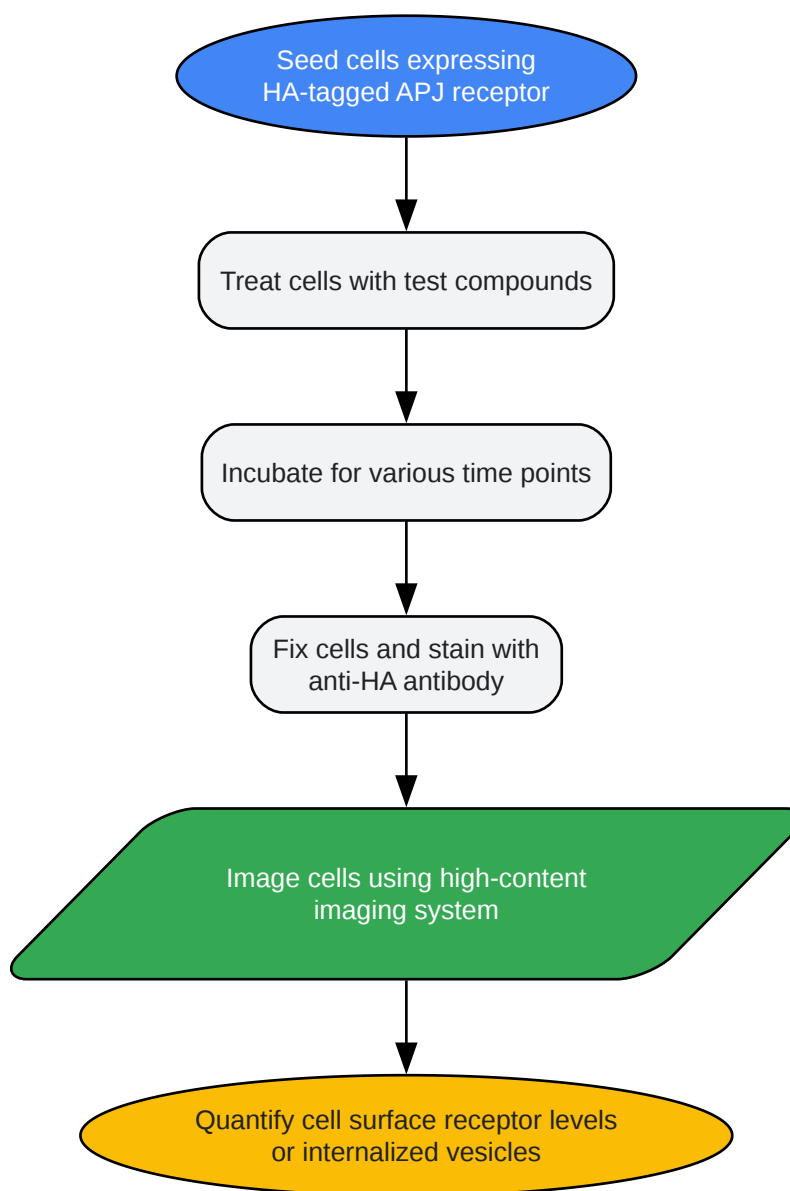 Seed cells expressing
HA-tagged APJ receptor
Treat cells with test compounds
Incubate for various time points
Fix cells and stain with
anti-HA antibody
Image cells using high-content
imaging system
Quantify cell surface receptor levels
or internalized vesicles